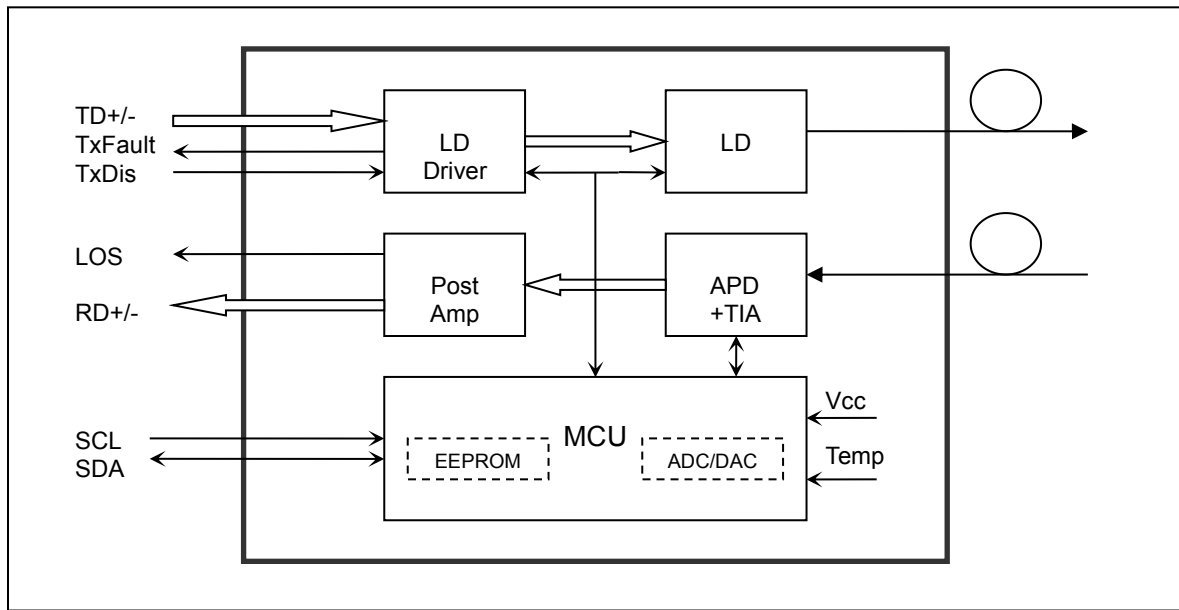 TD+/-
TxFault
TxDis
LD
Driver
LD
LOS
RD+/-
Post
Amp
APD
+TIA
SCL
SDA
MCU
EEPROM
ADC/DAC
Vcc
Temp